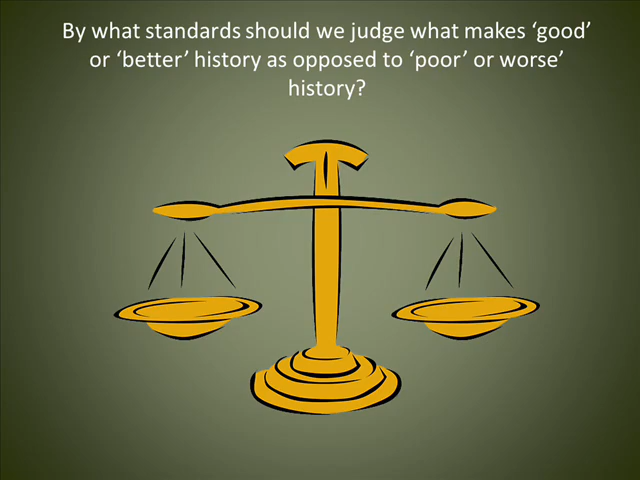 By what standards should we judge what makes ‘good’
or ‘better’ history as opposed to ‘poor’ or worse’
history?